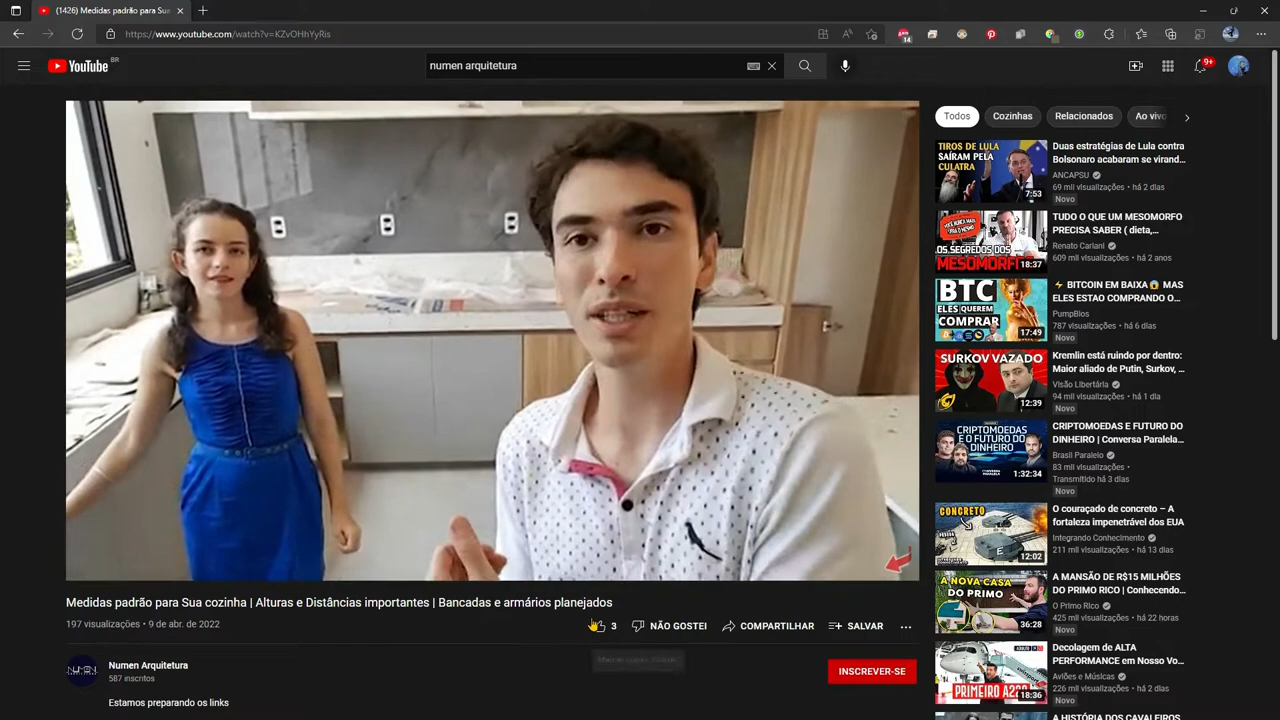 (1426) Medidas padrão para Sua
https://www.youtube.com/watch?v=KZvOHhYyRis
14
YouTube BR
numen arquitetura
9+
Todos
Cozinhas
Relacionados
Ao vivo
TIROS DE LULA
SAÍRAM PELA
CULATRA
7:53
Duas estratégias de Lula contra
Bolsonaro acabaram se virand...
ANCAPSU
69 mil visualizações • há 2 dias
Novo
OS SEGREDOS DOS
MESOMORFI
18:37
TUDO O QUE UM MESOMORFO
PRECISA SABER ( dieta,...
Renato Cariani
609 mil visualizações • há 2 anos
BTC
ELES QUEREM
COMPRAR
17:49
⚡ BITCOIN EM BAIXA😱 MAS
ELES ESTAO COMPRANDO O...
PumpBlos
787 visualizações • há 6 dias
Novo
SURKOV VAZADO
12:39
Kremlin está ruindo por dentro:
Maior aliado de Putin, Surkov, ...
Visão Libertária
94 mil visualizações • há 1 dia
Novo
CRIPTOMOEDAS
E O FUTURO DO
DINHEIRO
1:32:34
CRIPTOMOEDAS E FUTURO DO
DINHEIRO | Conversa Paralela...
Brasil Paralelo
83 mil visualizações •
Transmitido há 3 dias
Novo
CONCRETO
12:02
O couraçado de concreto – A
fortaleza impenetrável dos EUA
Integrando Conhecimento
211 mil visualizações • há 13 dias
A NOVA CASA
DO PRIMO
36:28
A MANSÃO DE R$15 MILHÕES
DO PRIMO RICO | Conhecendo...
O Primo Rico
425 mil visualizações • há 22 horas
Novo
PRIMEIRO A220
18:36
Decolagem de ALTA
PERFORMANCE em Nosso Vo...
Aviões e Músicas
226 mil visualizações • há 2 dias
Novo
A HISTÓRIA DOS CAVALEIROS
Medidas padrão para Sua cozinha | Alturas e Distâncias importantes | Bancadas e armários planejados
197 visualizações • 9 de abr. de 2022
3
NÃO GOSTEI
COMPARTILHAR
SALVAR
Numen Arquitetura
587 inscritos
INSCREVER-SE
Estamos preparando os links